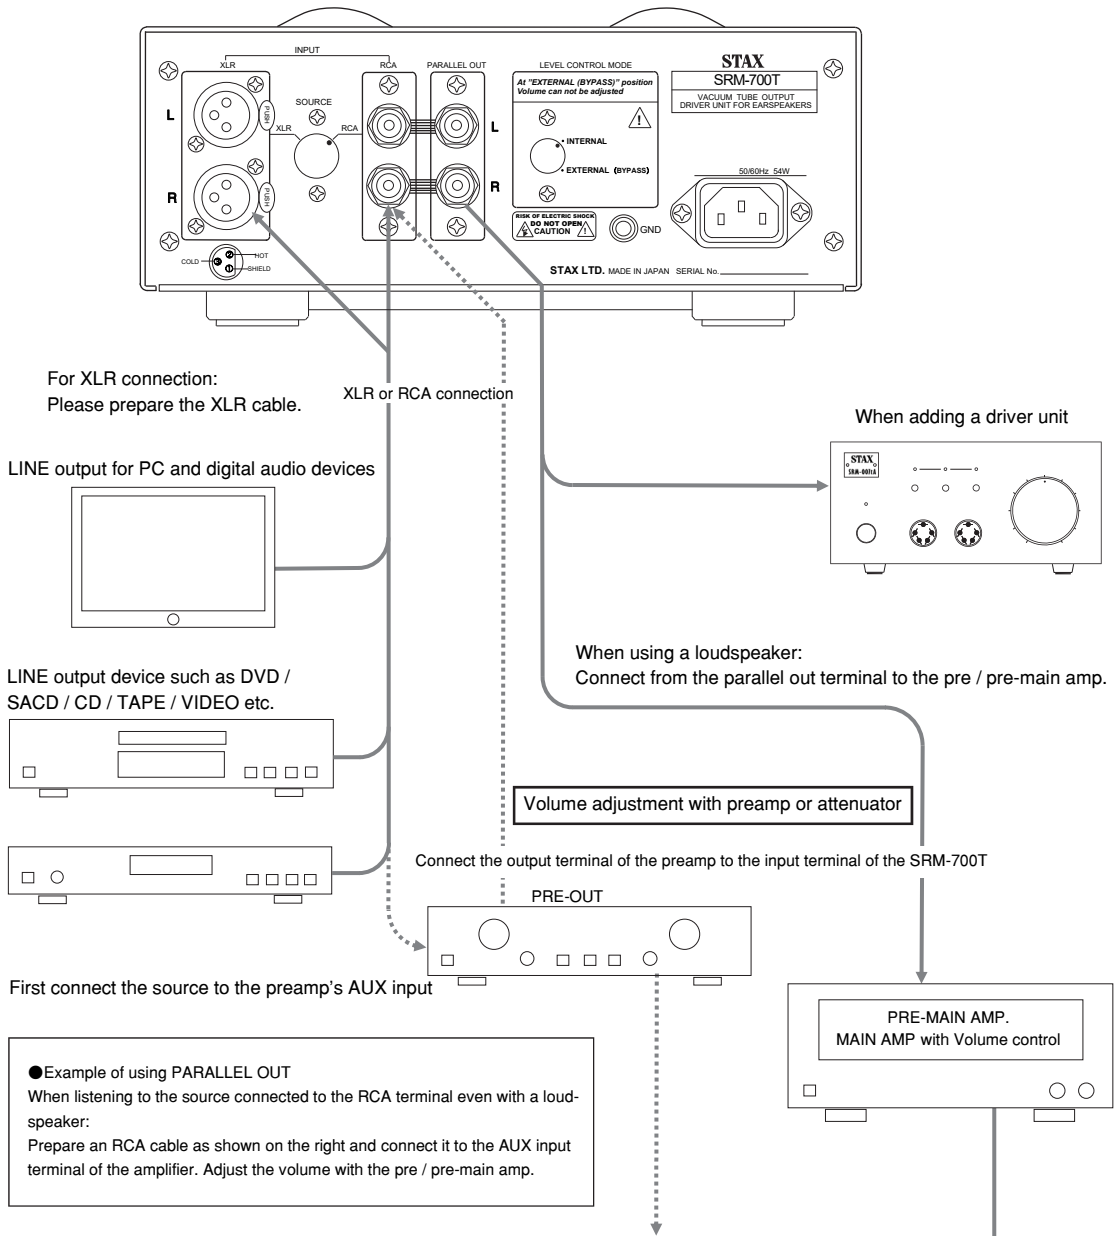 INPUT
XLR
RCA
PARALLEL OUT
LEVEL CONTROL MODE
STAX
SRM-700T
VACUUM TUBE OUTPUT
DRIVER UNIT FOR EARSPEAKERS
At "EXTERNAL (BYPASS)" position
Volume can not be adjusted
SOURCE
XLR
RCA
L
R
PUSH
PUSH
L
R
!
• INTERNAL
• EXTERNAL (BYPASS)
50/60Hz 54W
RISK OF ELECTRIC SHOCK
DO NOT OPEN
CAUTION
!
GND
COLD
HOT
SHIELD
2
3
1
STAX LTD. MADE IN JAPAN SERIAL No.
For XLR connection:
Please prepare the XLR cable.
XLR or RCA connection
When adding a driver unit
STAX
SRM-007tA
LINE output for PC and digital audio devices
When using a loudspeaker:
Connect from the parallel out terminal to the pre / pre-main amp.
LINE output device such as DVD /
SACD / CD / TAPE / VIDEO etc.
Volume adjustment with preamp or attenuator
Connect the output terminal of the preamp to the input terminal of the SRM-700T
PRE-OUT
First connect the source to the preamp's AUX input
PRE-MAIN AMP.
MAIN AMP with Volume control
●Example of using PARALLEL OUT
When listening to the source connected to the RCA terminal even with a loud-
speaker:
Prepare an RCA cable as shown on the right and connect it to the AUX input
terminal of the amplifier. Adjust the volume with the pre / pre-main amp.